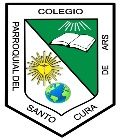 COLEGIO
PARROQUIAL DEL
SANTO
CURA
DE ARS